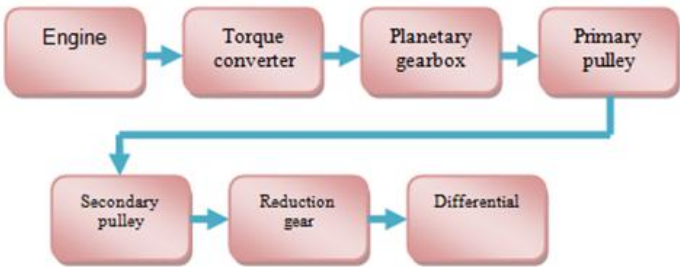 Engine
Torque
converter
Planetary
gearbox
Primary
pulley
Secondary
pulley
Reduction
gear
Differential